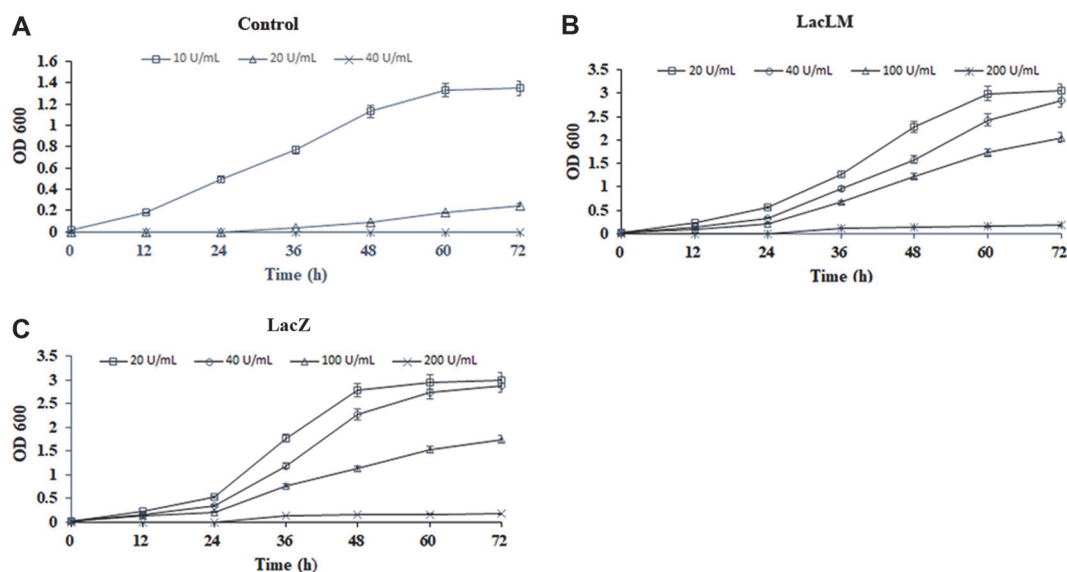 A
Control
10 U/mL 20 U/mL 40 U/mL
OD 600
1.6
1.4
1.2
1
0.8
0.6
0.4
0.2
0
0 12 24 36 48 60 72
Time (h)
B
LacLM
20 U/mL 40 U/mL 100 U/mL 200 U/mL
OD 600
3.5
3
2.5
2
1.5
1
0.5
0
0 12 24 36 48 60 72
Time (h)
C
LacZ
20 U/mL 40 U/mL 100 U/mL 200 U/mL
OD 600
3.5
3
2.5
2
1.5
1
0.5
0
0 12 24 36 48 60 72
Time (h)